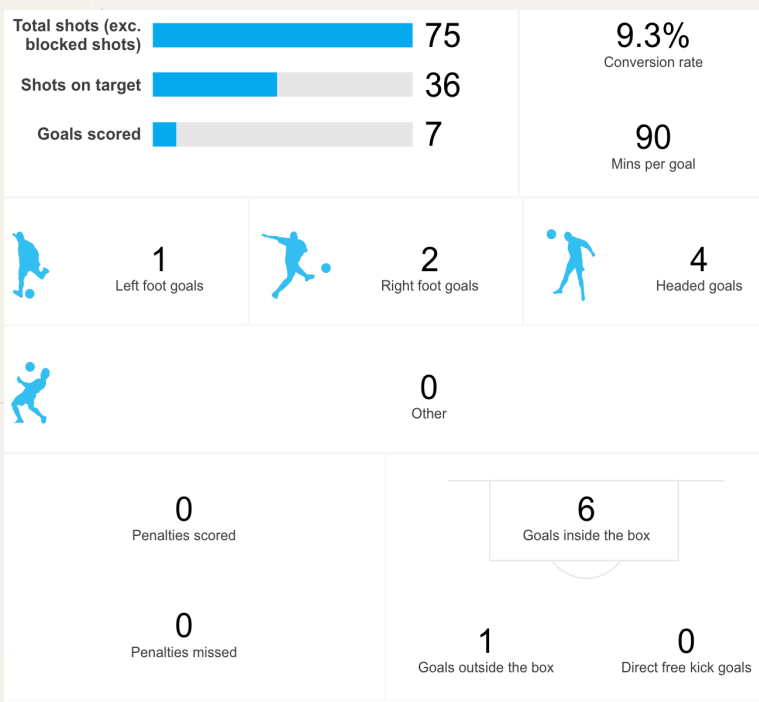 Total shots (exc.
blocked shots)
75
Shots on target
36
Goals scored
7
9.3%
Conversion rate
90
Mins per goal
1
Left foot goals
2
Right foot goals
4
Headed goals
0
Other
0
Penalties scored
0
Penalties missed
6
Goals inside the box
1
Goals outside the box
0
Direct free kick goals